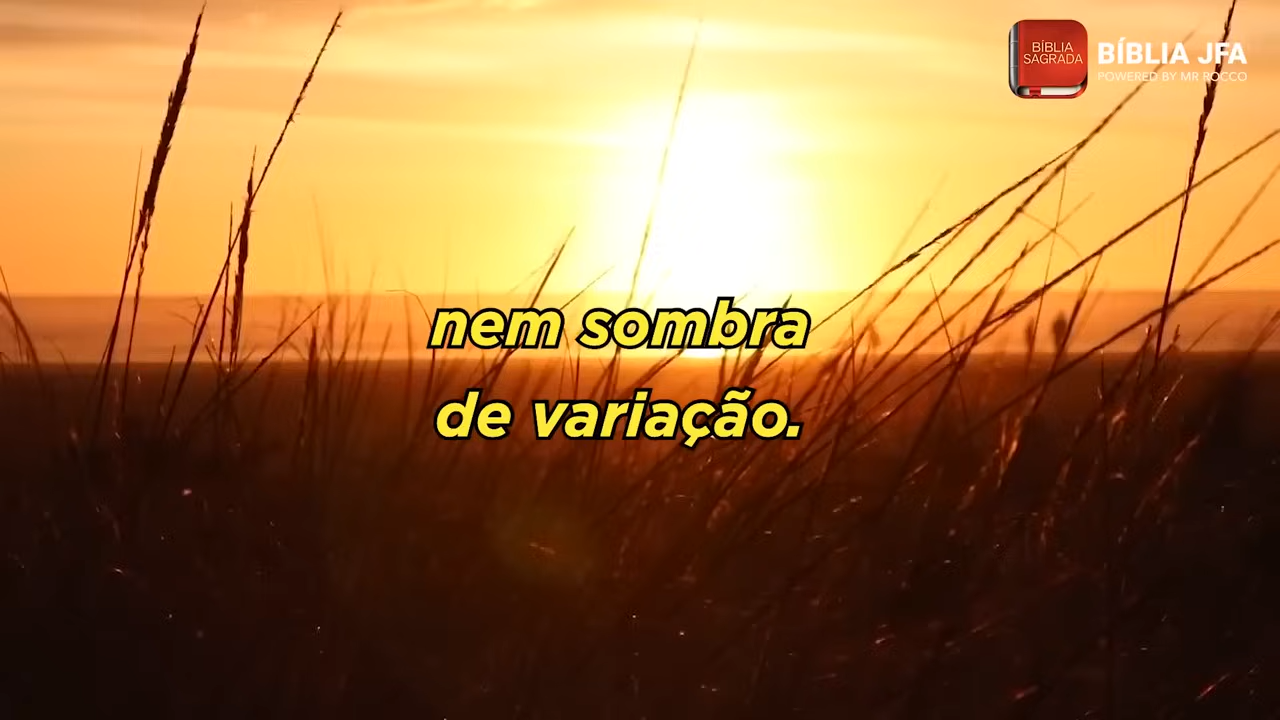 BÍBLIA
SAGRADA
BÍBLIA JFA
POWERED BY MR ROCCO
nem sombra
de variação.